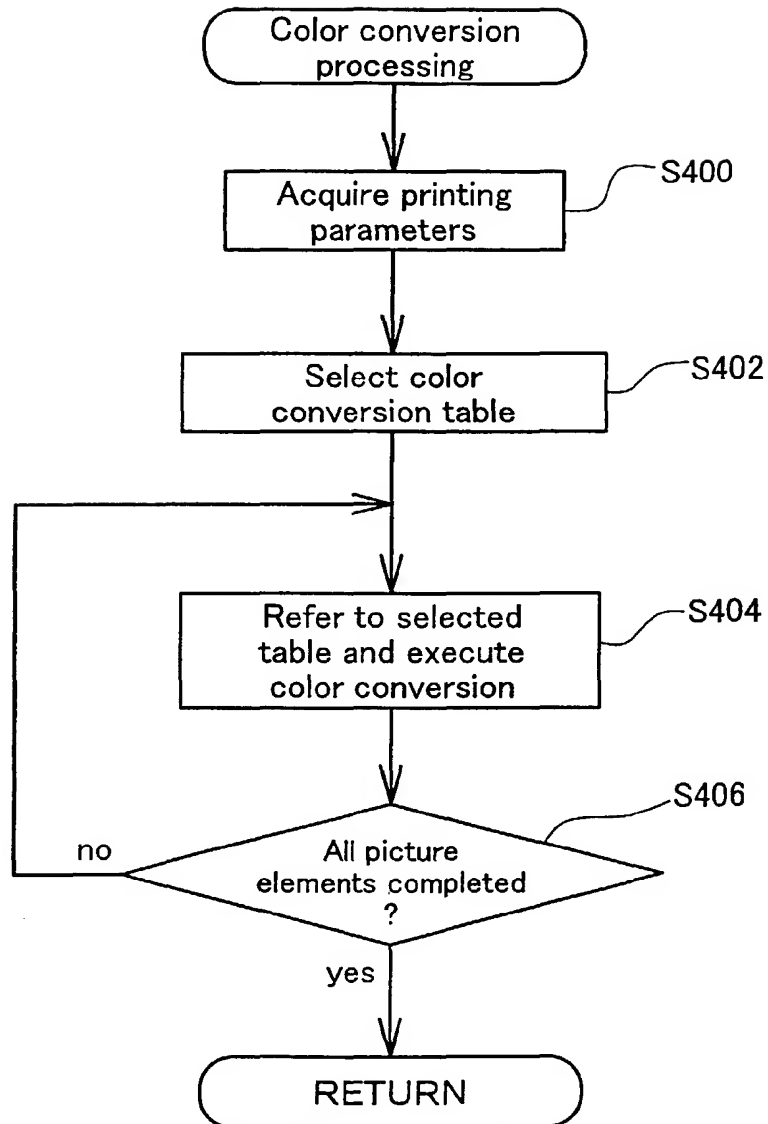 Color conversion
processing
S400
Acquire printing
parameters
S402
Select color
conversion table
S404
Refer to selected
table and execute
color conversion
S406
no
All picture
elements completed
?
yes
RETURN